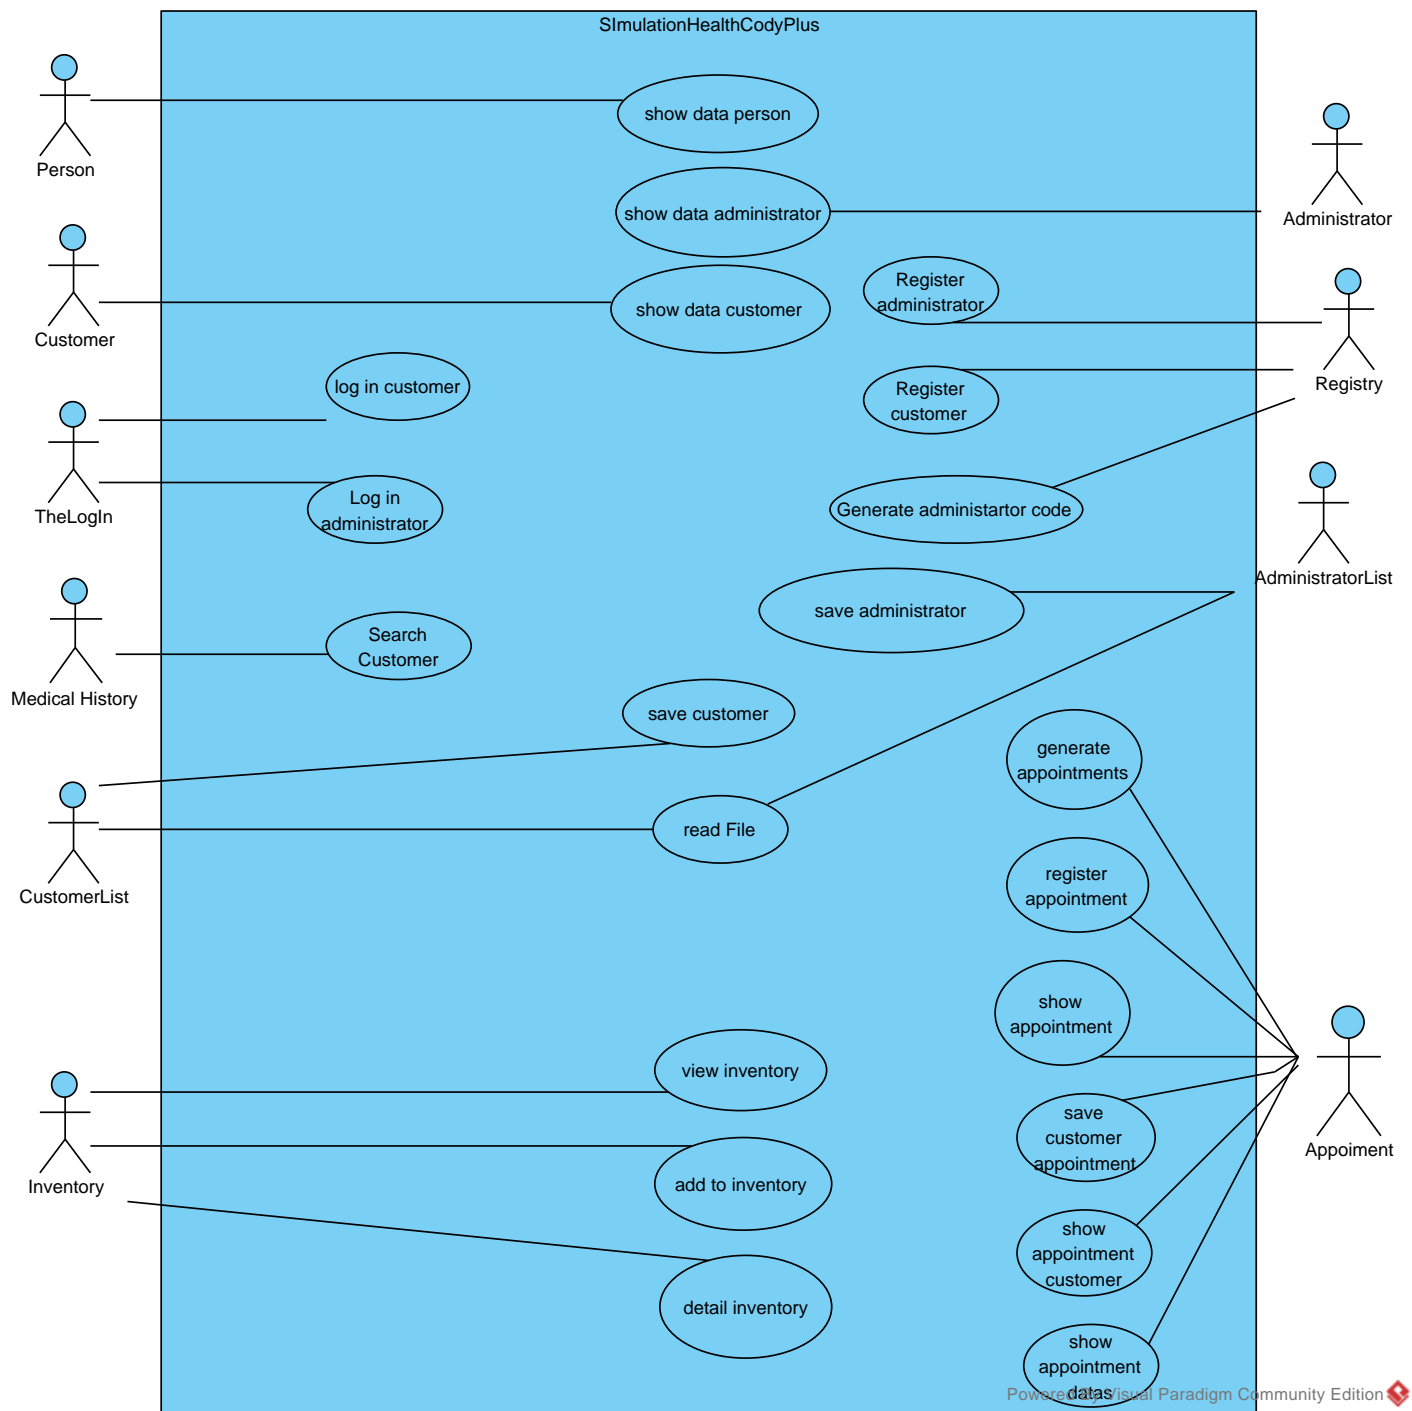 SImulationHealthCodyPlus
Person
show data person
show data administrator
Administrator
Customer
show data customer
Register
administrator
Registry
log in customer
Register
customer
TheLogIn
Log in
administrator
Generate administartor code
AdministratorList
Medical History
Search
Customer
save administrator
save customer
generate
appointments
CustomerList
read File
register
appointment
show
appointment
Appoiment
Inventory
view inventory
save
customer
appointment
add to inventory
show
appointment
customer
detail inventory
show
appointment
datas
Powered By Visual Paradigm Community Edition